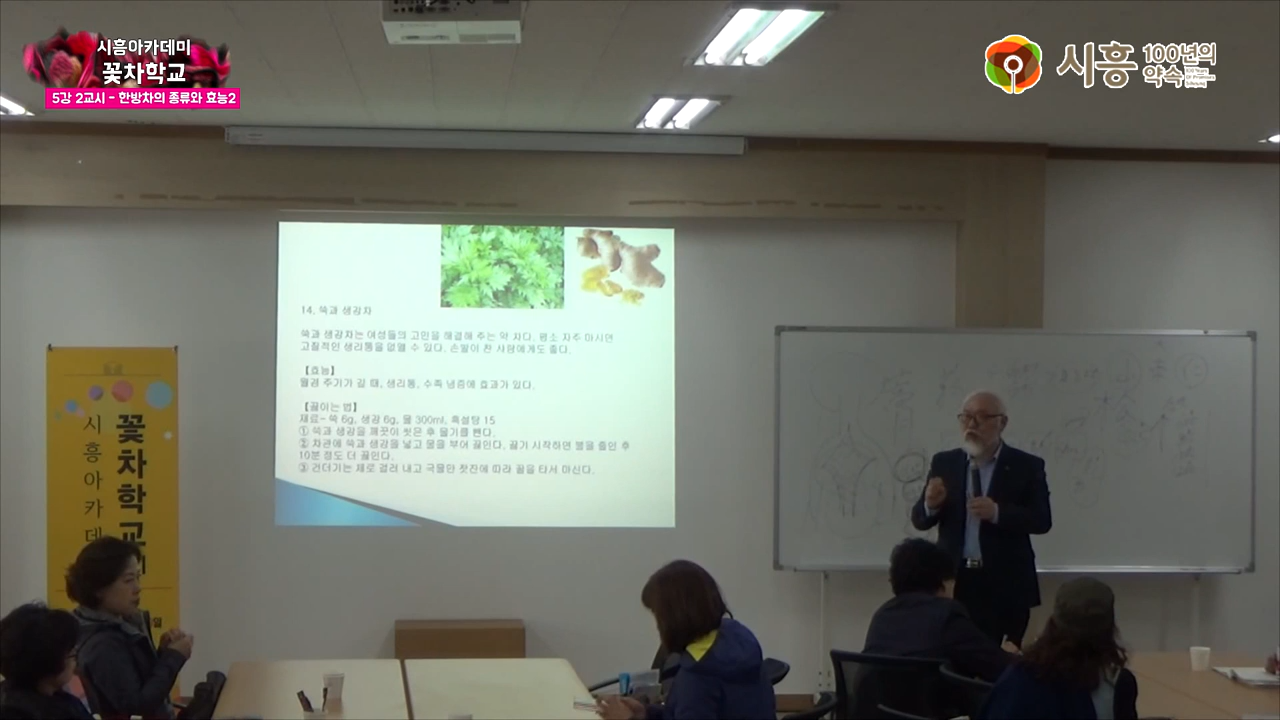 시흥아카데미
꽃차학교
5강 2교시 - 한방차의 종류와 효능2
시흥 100년의 약속
14. 쑥과 생강차
쑥과 생강차는 여성들의 고민을 해결해 주는 약 차다. 평소 자주 마시면
고질적인 생리통을 없앨 수 있다. 손발이 찬 사람에게도 좋다.
[효능]
월경 주기가 길 때, 생리통, 수족 냉증에 효과가 있다.
[끓이는 법]
재료- 쑥 6g, 생강 6g, 물 300ml, 흑설탕 15
① 쑥과 생강을 깨끗이 씻은 후 물기를 뺀다.
② 차관에 쑥과 생강을 넣고 물을 부어 끓인다. 끓기 시작하면 불을 줄인 후
10분 정도 더 끓인다.
③ 건더기는 체로 걸러 내고 국물만 찻잔에 따라 꿀을 타서 마신다.
꽃차학교
시흥아카데